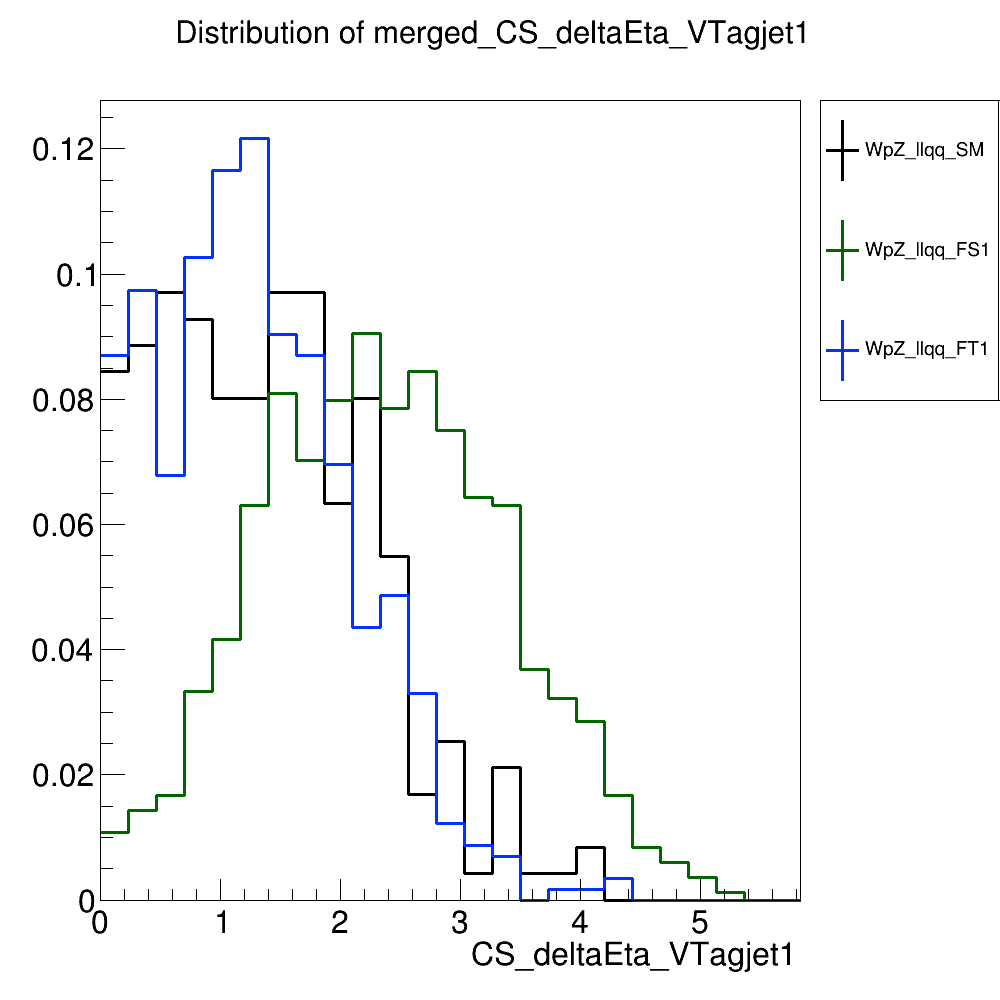 Distribution of merged_CS_deltaEta_VTagjet1
0.12
0.1
0.08
0.06
0.04
0.02
0
0 1 2 3 4 5
CS_deltaEta_VTagjet1
WpZ_llqq_SM
WpZ_llqq_FS1
WpZ_llqq_FT1